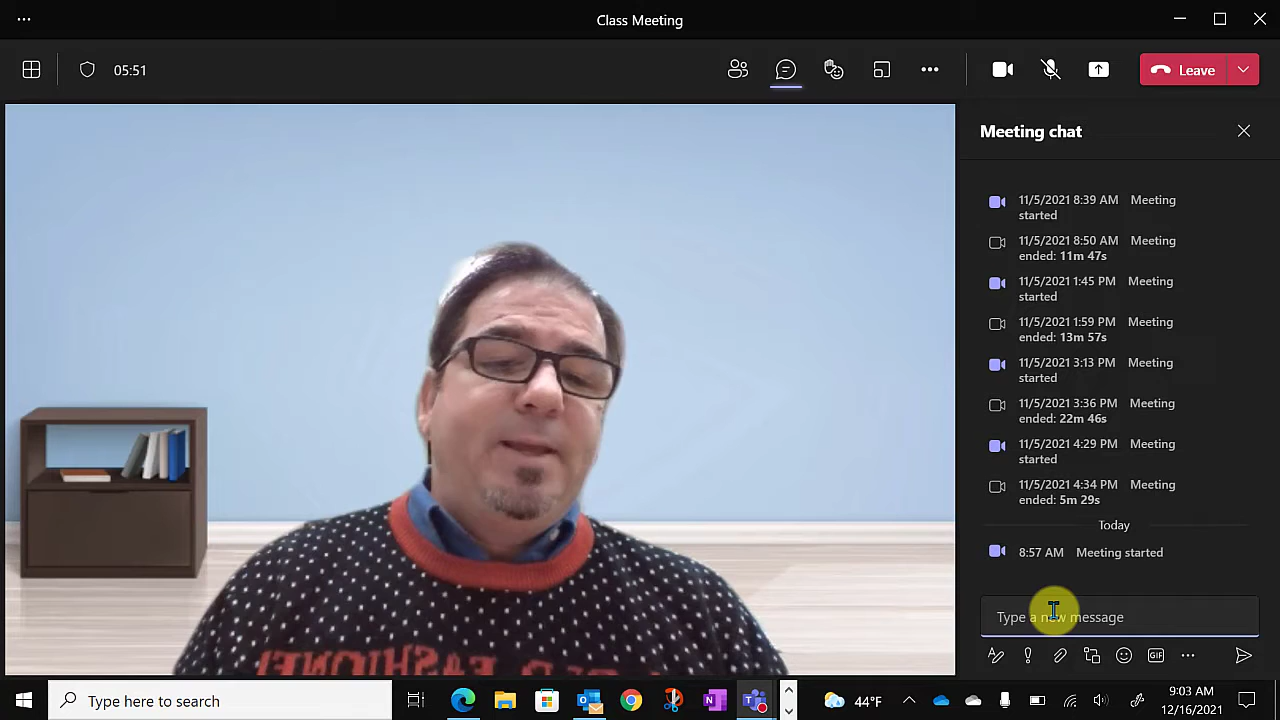 Class Meeting
05:51
Leave
Meeting chat
11/5/2021 8:39 AM Meeting
started
11/5/2021 8:50 AM Meeting
ended: 11m 47s
11/5/2021 1:45 PM Meeting
started
11/5/2021 1:59 PM Meeting
ended: 13m 57s
11/5/2021 3:13 PM Meeting
started
11/5/2021 3:36 PM Meeting
ended: 22m 46s
11/5/2021 4:29 PM Meeting
started
11/5/2021 4:34 PM Meeting
ended: 5m 29s
Today
8:57 AM Meeting started
Type a new message
GIF
Type here to search
44°F
9:03 AM
12/16/2021